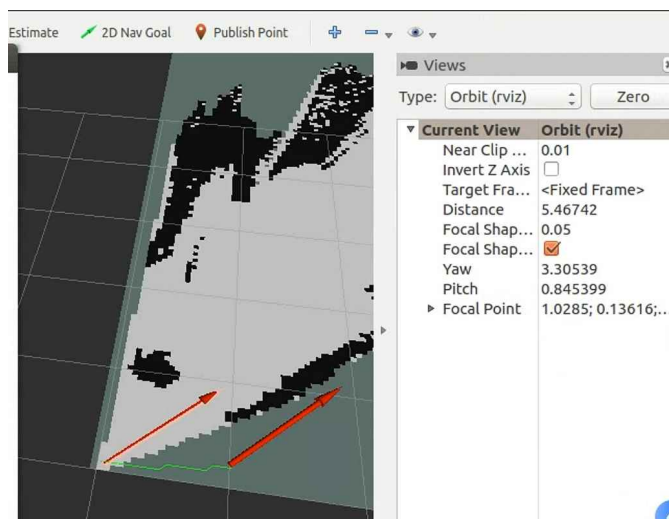 Estimate 2D Nav Goal Publish Point
Views
Type: Orbit (rviz) Zero
Current View Orbit (rviz)
Near Clip ... 0.01
Invert Z Axis
Target Fra... <Fixed Frame>
Distance 5.46742
Focal Shap... 0.05
Focal Shap...
Yaw 3.30539
Pitch 0.845399
Focal Point 1.0285; 0.13616;...